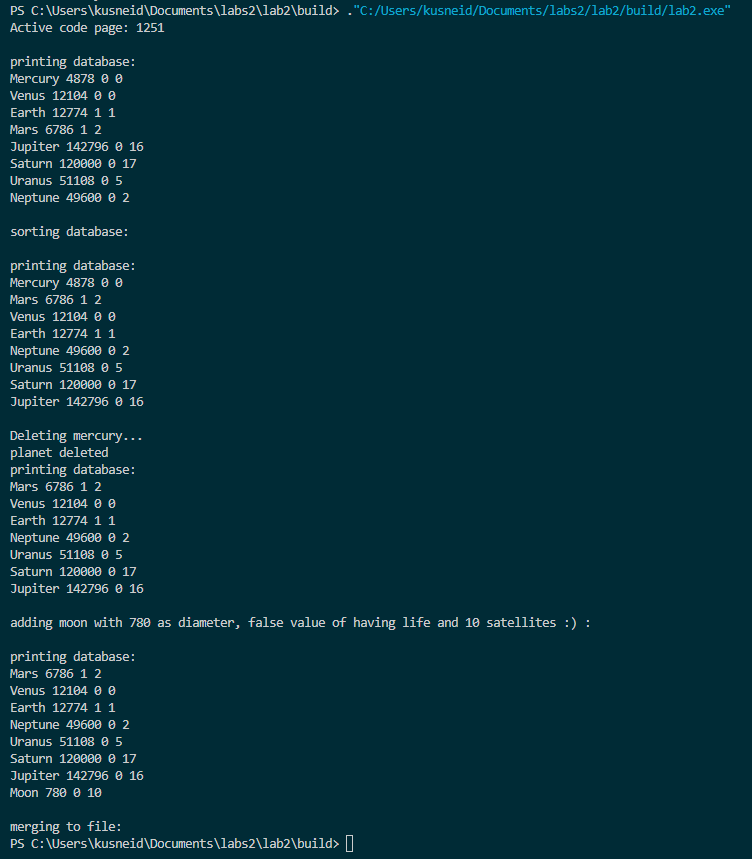 PS C:\Users\kusneid\Documents\labs2\lab2\build> ."C:/Users/kusneid/Documents/labs2/lab2/build/lab2.exe"
Active code page: 1251
printing database:
Mercury 4878 0 0
Venus 12104 0 0
Earth 12774 1 1
Mars 6786 1 2
Jupiter 142796 0 16
Saturn 120000 0 17
Uranus 51108 0 5
Neptune 49600 0 2
sorting database:
printing database:
Mercury 4878 0 0
Mars 6786 1 2
Venus 12104 0 0
Earth 12774 1 1
Neptune 49600 0 2
Uranus 51108 0 5
Saturn 120000 0 17
Jupiter 142796 0 16
Deleting mercury...
planet deleted
printing database:
Mars 6786 1 2
Venus 12104 0 0
Earth 12774 1 1
Neptune 49600 0 2
Uranus 51108 0 5
Saturn 120000 0 17
Jupiter 142796 0 16
adding moon with 780 as diameter, false value of having life and 10 satellites :) :
printing database:
Mars 6786 1 2
Venus 12104 0 0
Earth 12774 1 1
Neptune 49600 0 2
Uranus 51108 0 5
Saturn 120000 0 17
Jupiter 142796 0 16
Moon 780 0 10
merging to file:
PS C:\Users\kusneid\Documents\labs2\lab2\build>